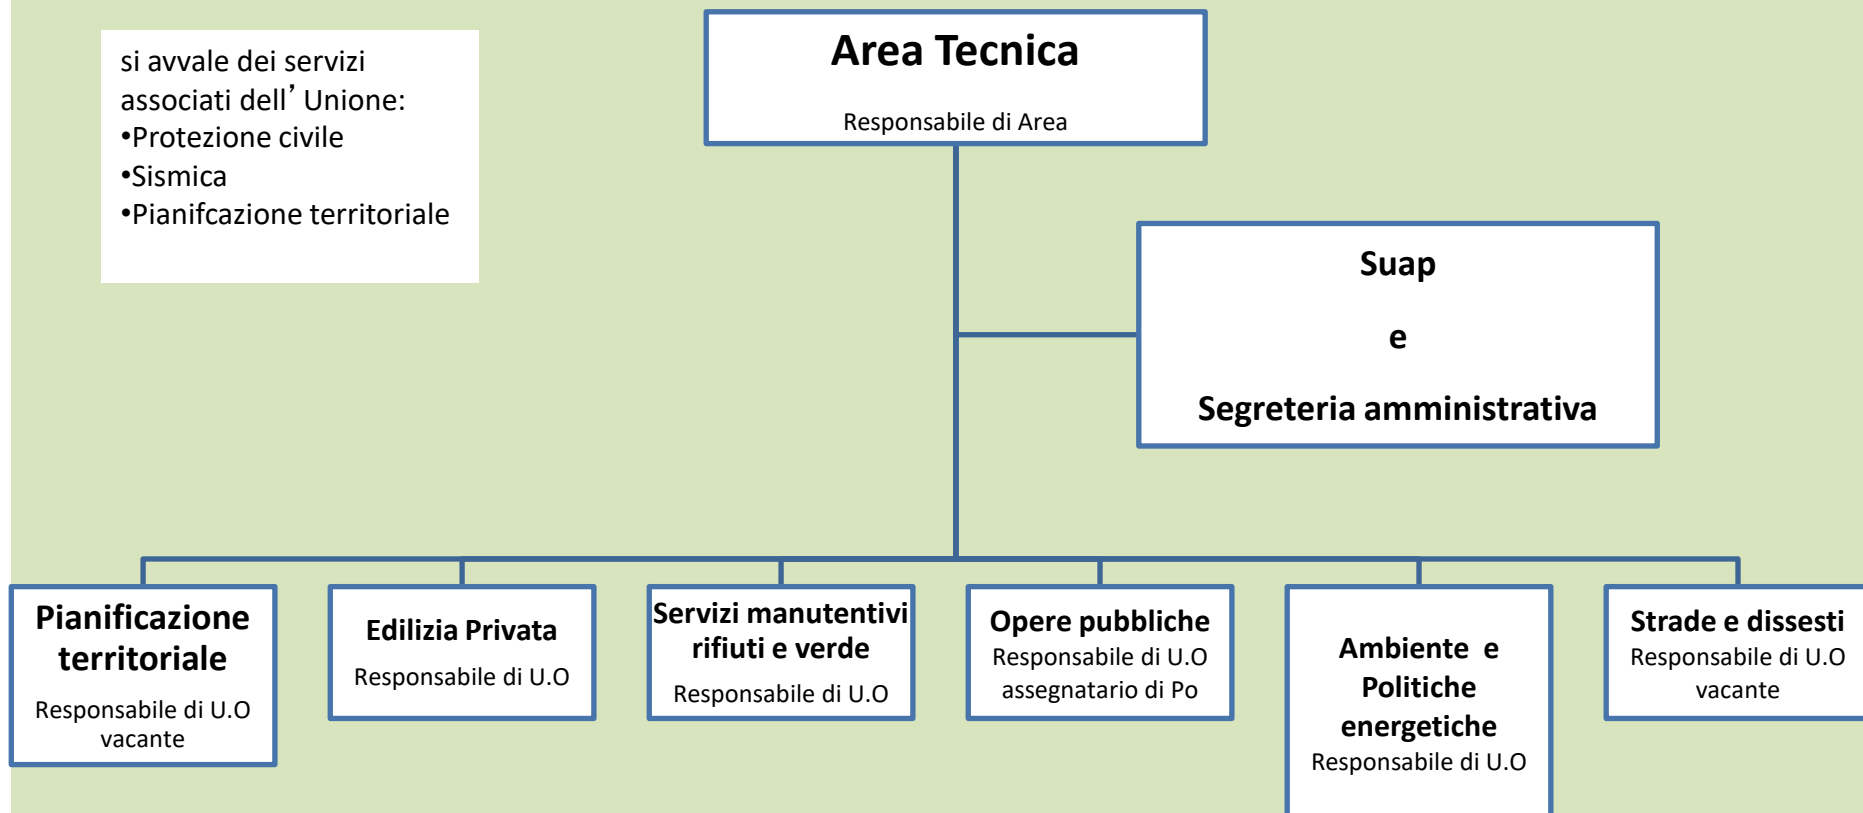 si avvale dei servizi
associati dell’ Unione:
•Protezione civile
•Sismica
•Pianifcazione territoriale
Area Tecnica
Responsabile di Area
Suap
e
Segreteria amministrativa
Pianificazione
territoriale
Responsabile di U.O
vacante
Edilizia Privata
Responsabile di U.O
Servizi manutentivi
rifiuti e verde
Responsabile di U.O
Opere pubbliche
Responsabile di U.O
assegnatario di Po
Ambiente e
Politiche
energetiche
Responsabile di U.O
Strade e dissesti
Responsabile di U.O
vacante